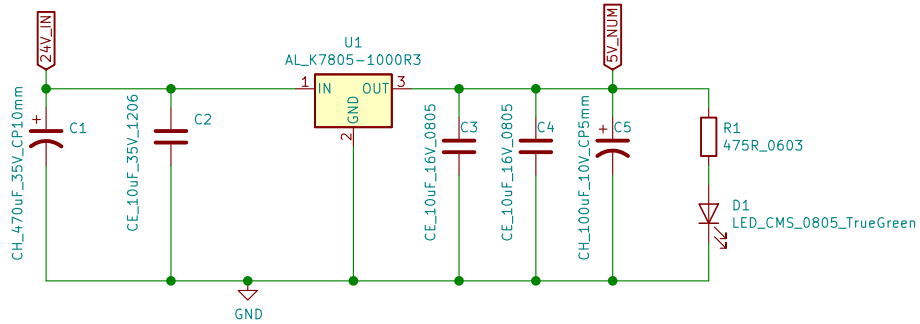 24V_IN
5V_NUM
U1
AL_K7805-1000R3
1
IN
OUT
3
GND
2
+
C1
CH_470uF_35V_CP10mm
C2
CE_10uF_35V_1206
C3
CE_10uF_16V_0805
C4
CE_10uF_16V_0805
+
C5
CH_100uF_10V_CP5mm
R1
475R_0603
D1
LED_CMS_0805_TrueGreen
GND